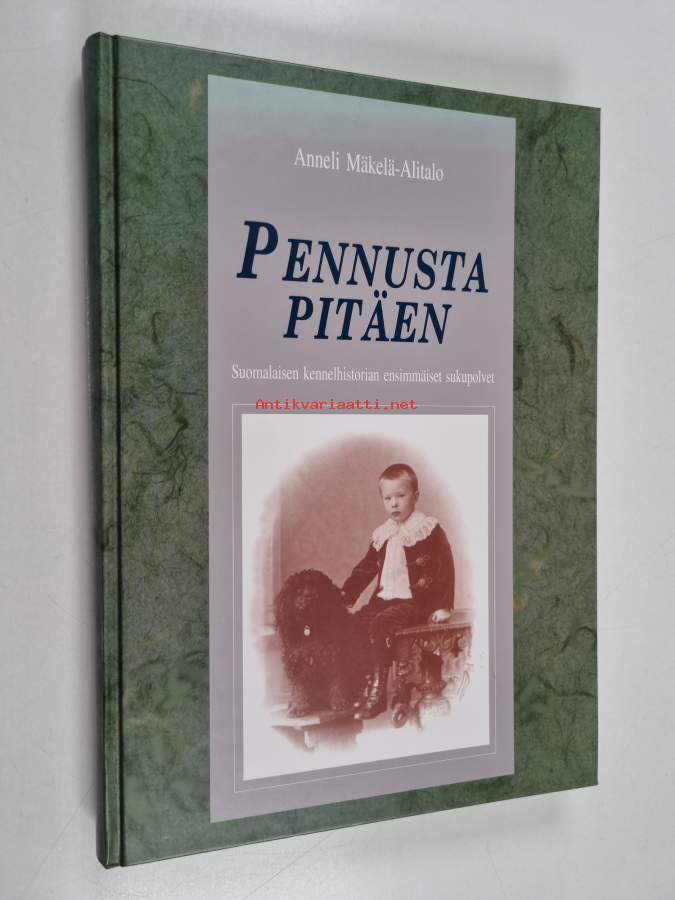 Anneli Mäkelä-Alitalo
PENNUSTA
PITÄEN
Suomalaisen kennelhistorian ensimmäiset sukupolvet
Antikvariaatti.net